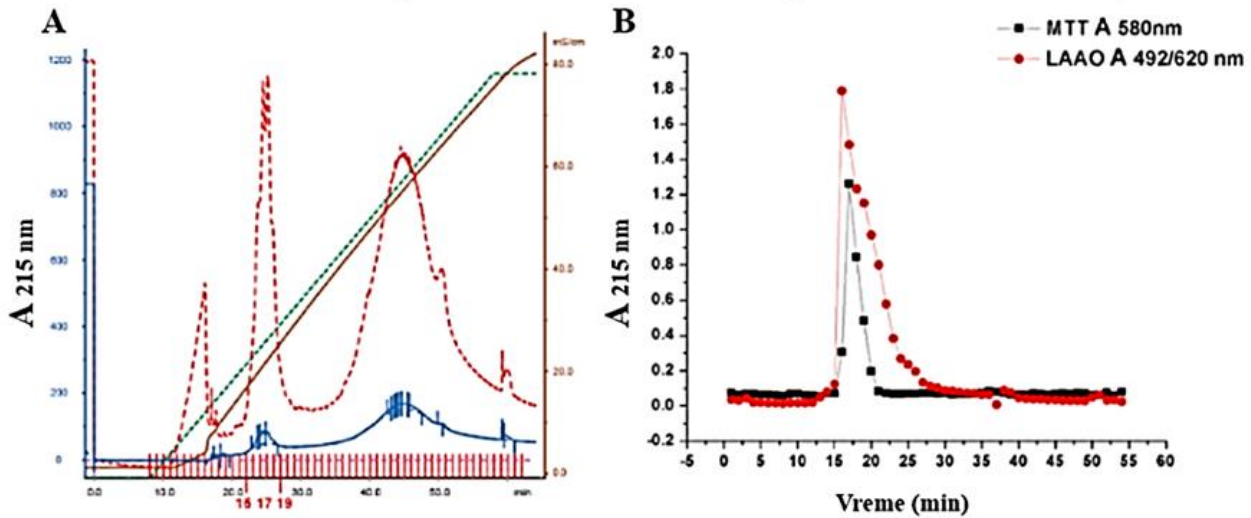 A
A 215 nm
1200
1000
800
600
400
200
0
mS/cm
80.0
60.0
40.0
20.0
0.0
0.0 10.0 20.0 30.0 40.0 50.0 min
15 17 19
B
MTT A 580nm
LAAO A 492/620 nm
A 215 nm
2.0
1.8
1.6
1.4
1.2
1.0
0.8
0.6
0.4
0.2
0.0
-0.2
-5 0 5 10 15 20 25 30 35 40 45 50 55 60
Vreme (min)